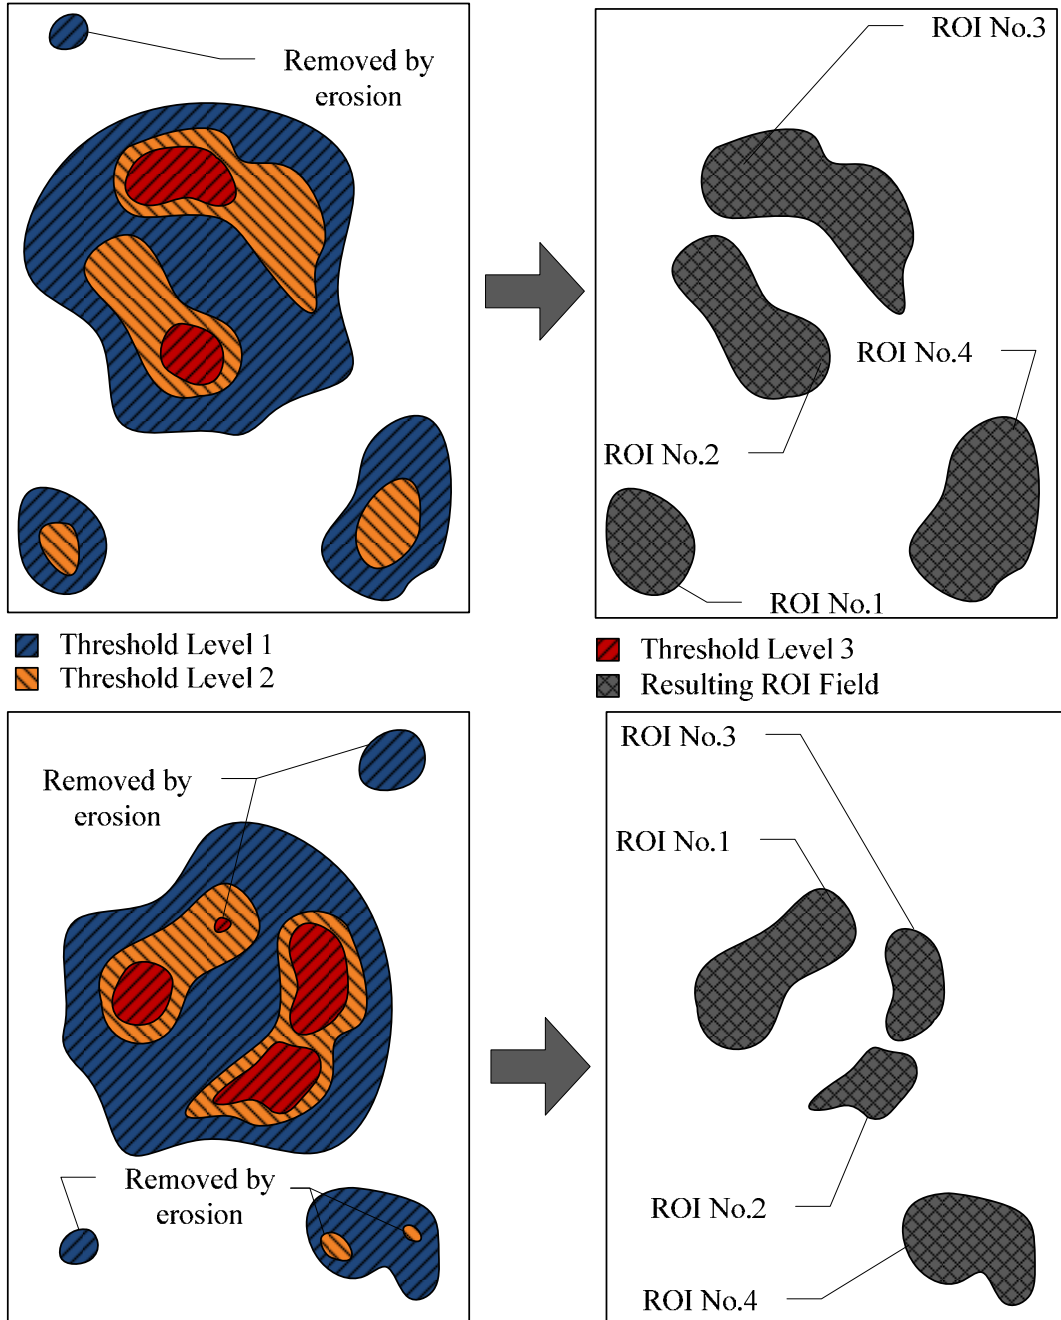 Removed by
erosion
ROI No.3
ROI No.4
ROI No.2
ROI No.1
Threshold Level 1
Threshold Level 2
Threshold Level 3
Resulting ROI Field
Removed by
erosion
Removed by
erosion
ROI No.3
ROI No.1
ROI No.2
ROI No.4